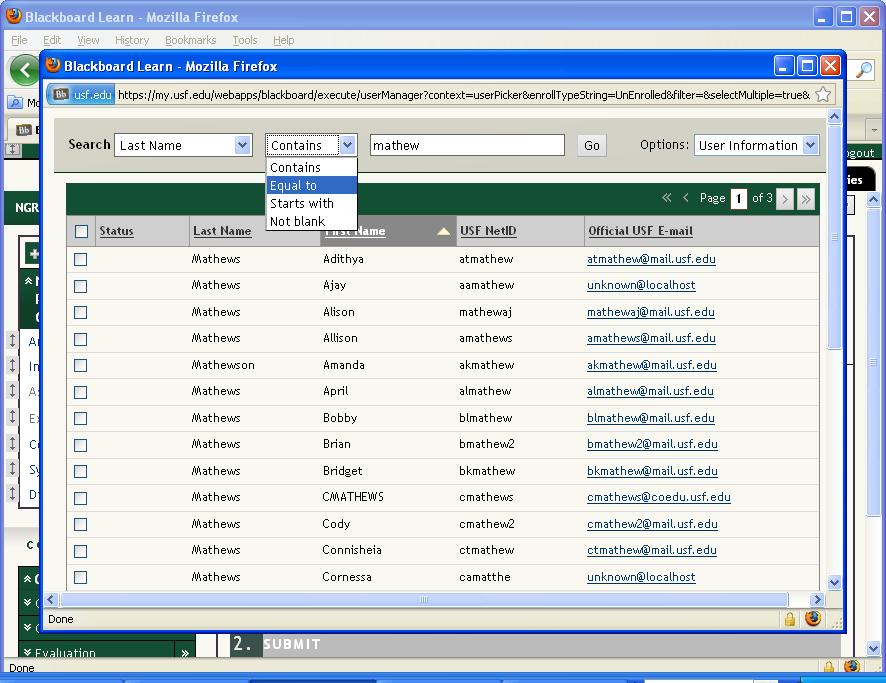 Blackboard Learn - Mozilla Firefox
File Edit View History Bookmarks Tools Help
Blackboard Learn - Mozilla Firefox
Bb usf.edu https://my.usf.edu/webapps/blackboard/execute/userManager?context=userPicker&enrollTypeString=UnEnrolled&filter=&selectMultiple=true&
Search Last Name Contains mathew Go Options: User Information
Contains
Equal to
Starts with
Not blank
« < Page 1 of 3 > »
Status Last Name First Name USF NetID Official USF E-mail
Mathews Adithya atmathew atmathew@mail.usf.edu
Mathews Ajay aamathew unknown@localhost
Mathews Alison mathewaj mathewaj@mail.usf.edu
Mathews Allison amathews amathews@mail.usf.edu
Mathewson Amanda akmathew akmathew@mail.usf.edu
Mathews April almathew almathew@mail.usf.edu
Mathews Bobby blmathew blmathew@mail.usf.edu
Mathews Brian bmathew2 bmathew2@mail.usf.edu
Mathews Bridget bkmathew bkmathew@mail.usf.edu
Mathews CMATHEWS cmathews cmathews@coedu.usf.edu
Mathews Cody cmathew2 cmathew2@mail.usf.edu
Mathews Connisheia ctmathew ctmathew@mail.usf.edu
Mathews Cornessa camatthe unknown@localhost
Done
Evaluation »
2. SUBMIT
Done